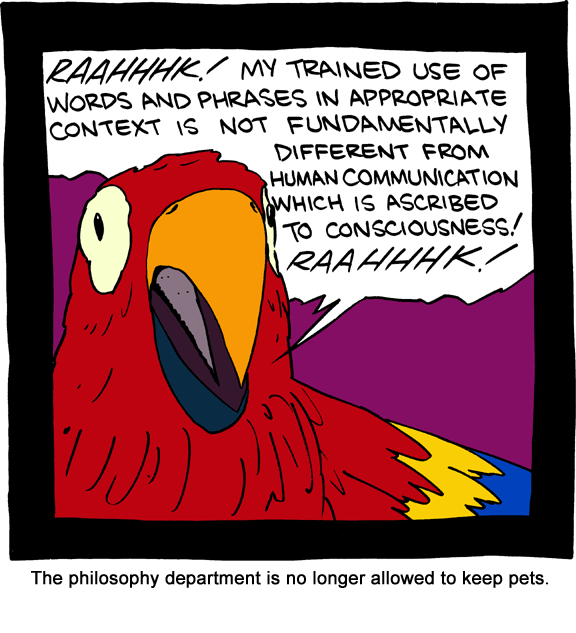 RAAHHHK! MY TRAINED USE OF
WORDS AND PHRASES IN APPROPRIATE
CONTEXT IS NOT FUNDAMENTALLY
DIFFERENT FROM
HUMAN COMMUNICATION
WHICH IS ASCRIBED
TO CONSCIOUSNESS!
RAAHHHK!
The philosophy department is no longer allowed to keep pets.